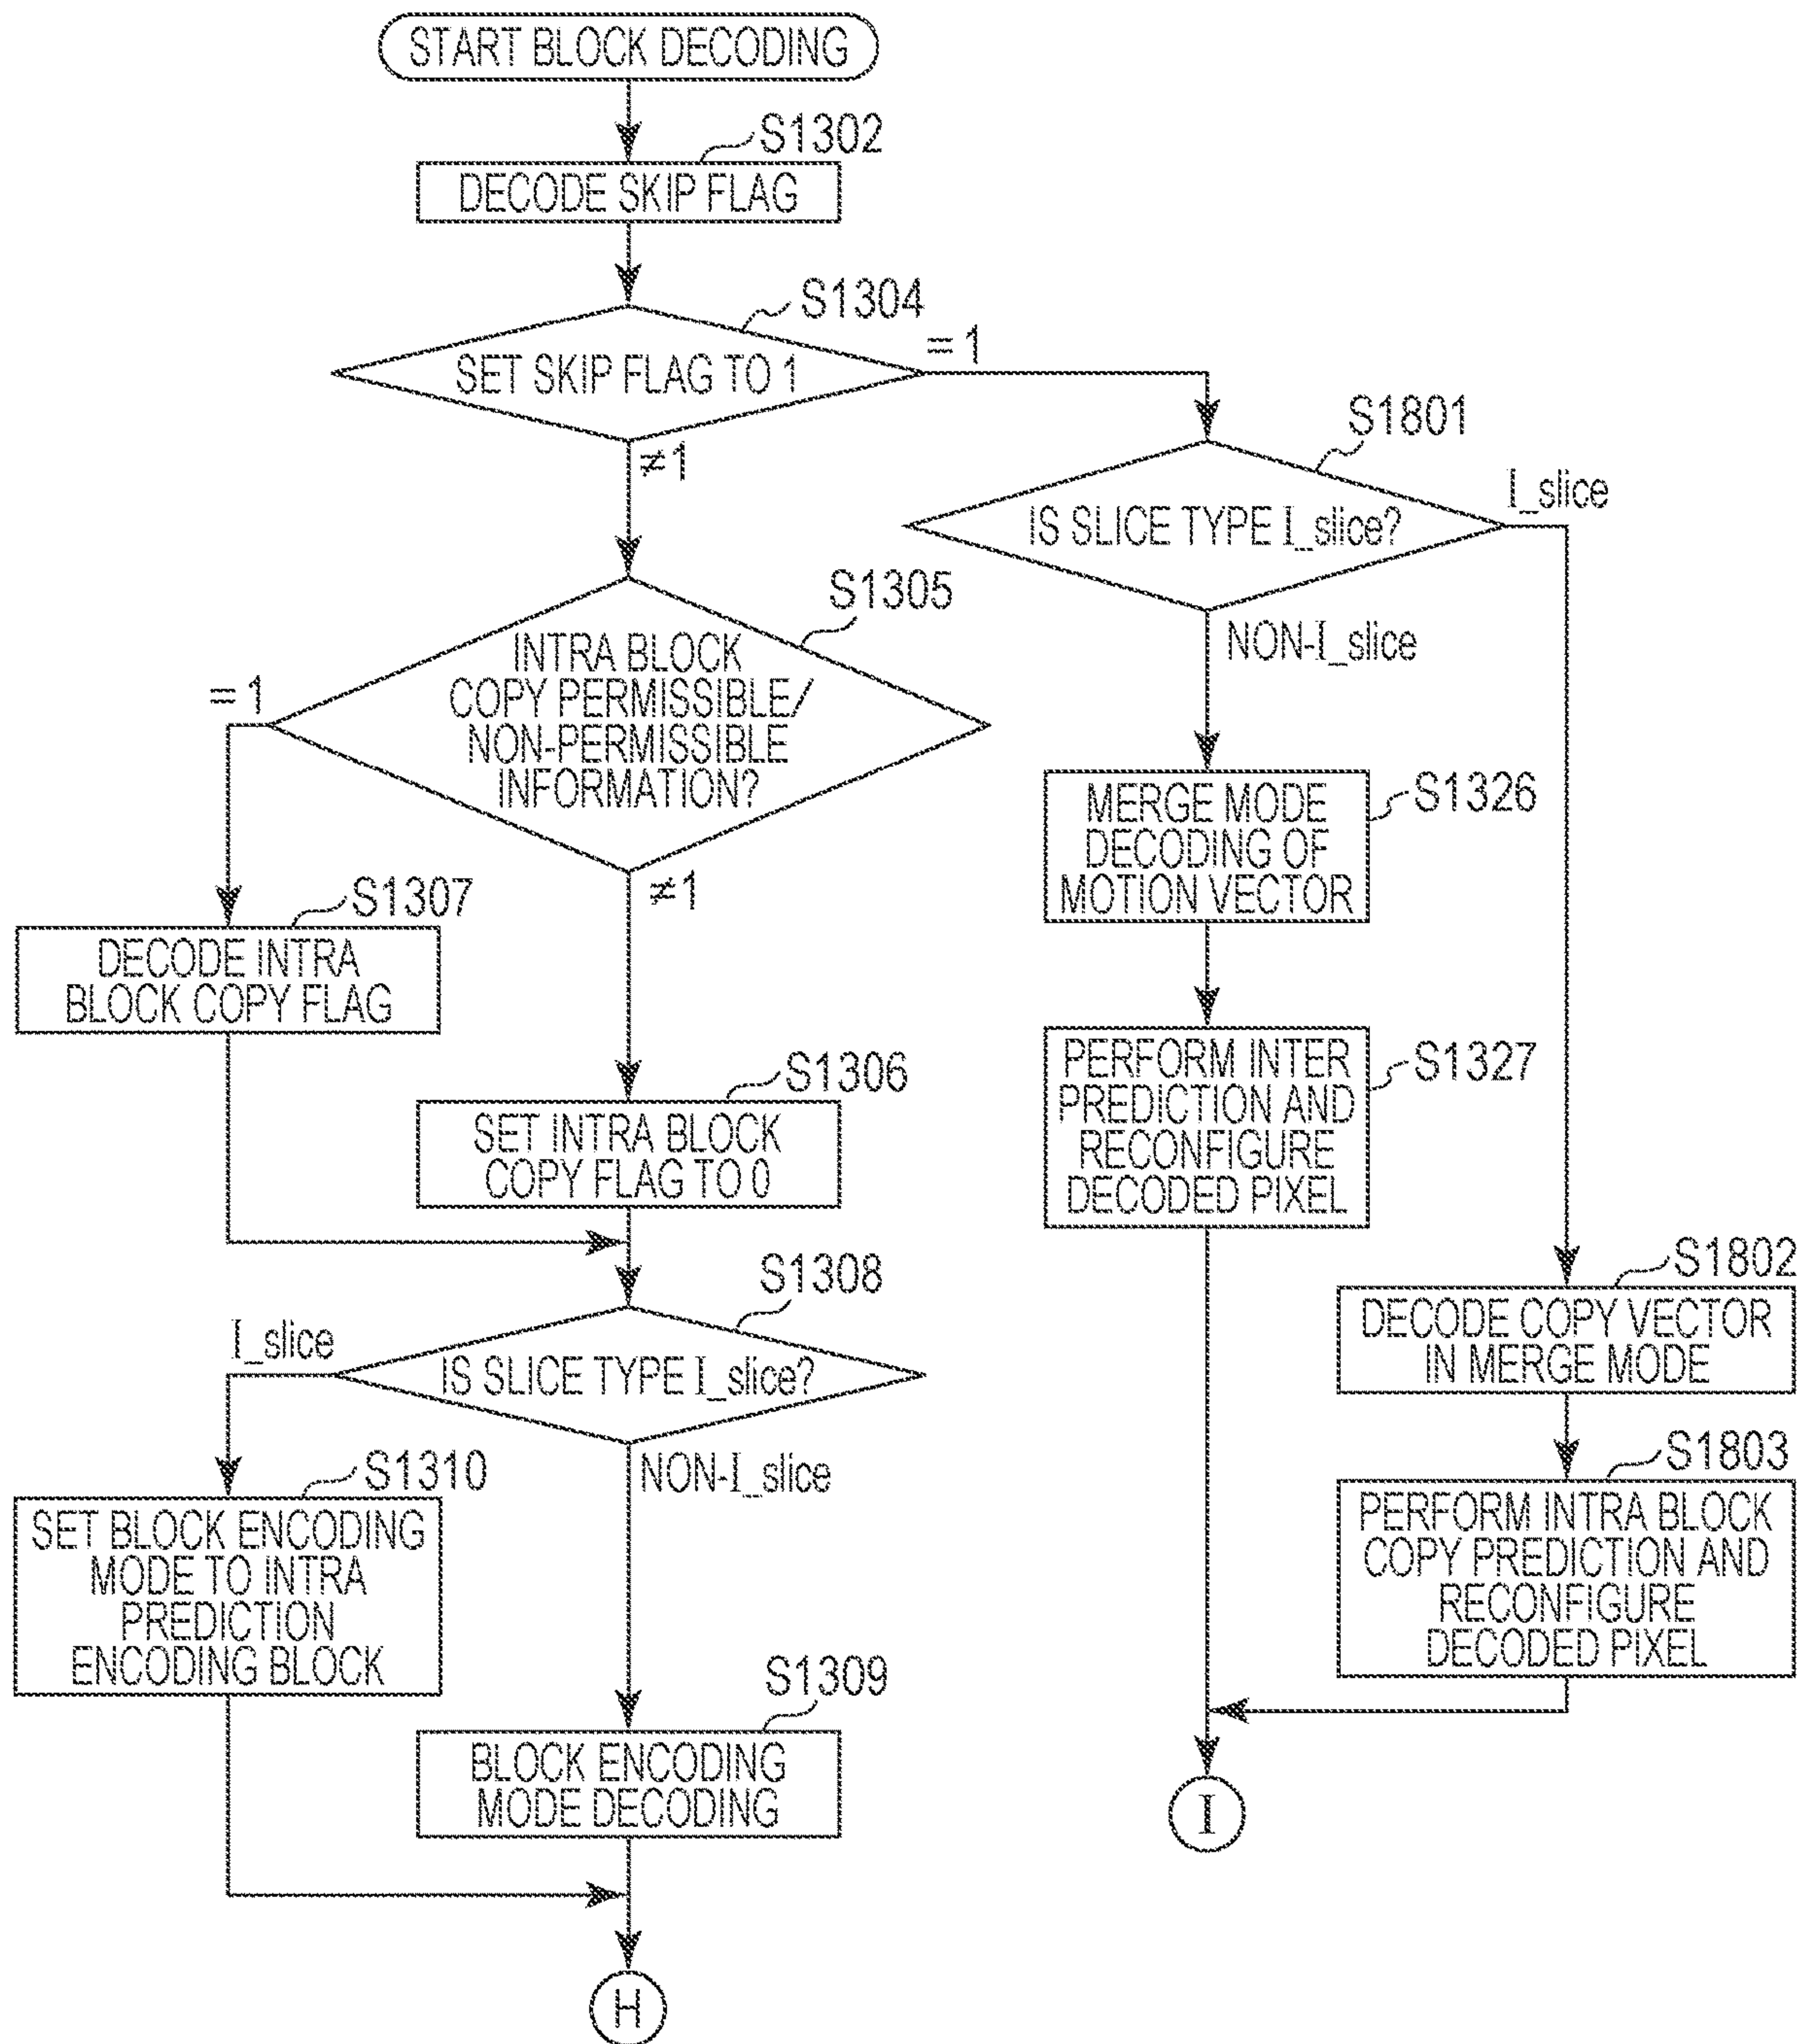 START BLOCK DECODING
S1302
DECODE SKIP FLAG
S1304
SET SKIP FLAG TO 1
= 1
≠1
S1801
IS SLICE TYPE I_slice?
I_slice
NON-I_slice
S1305
INTRA BLOCK
COPY PERMISSIBLE/
NON-PERMISSIBLE
INFORMATION?
= 1
≠1
S1326
MERGE MODE
DECODING OF
MOTION VECTOR
S1307
DECODE INTRA
BLOCK COPY FLAG
S1306
SET INTRA BLOCK
COPY FLAG TO 0
S1327
PERFORM INTER
PREDICTION AND
RECONFIGURE
DECODED PIXEL
S1308
IS SLICE TYPE I_slice?
I_slice
NON-I_slice
S1802
DECODE COPY VECTOR
IN MERGE MODE
S1310
SET BLOCK ENCODING
MODE TO INTRA
PREDICTION
ENCODING BLOCK
S1803
PERFORM INTRA BLOCK
COPY PREDICTION AND
RECONFIGURE
DECODED PIXEL
S1309
BLOCK ENCODING
MODE DECODING
I
H